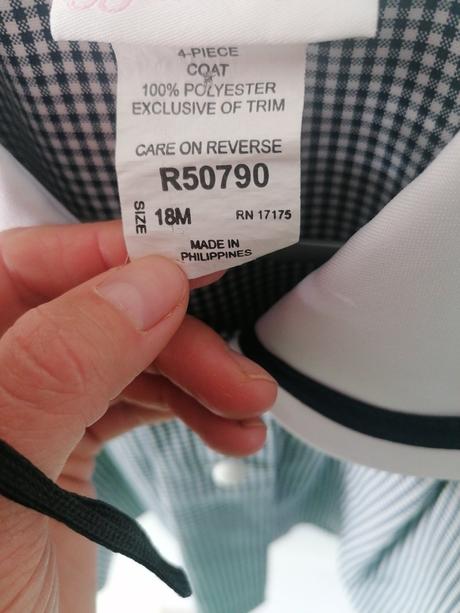 4-PIECE
COAT
100% POLYESTER
EXCLUSIVE OF TRIM
CARE ON REVERSE
R50790
SIZE 18M RN 17175
MADE IN
PHILIPPINES